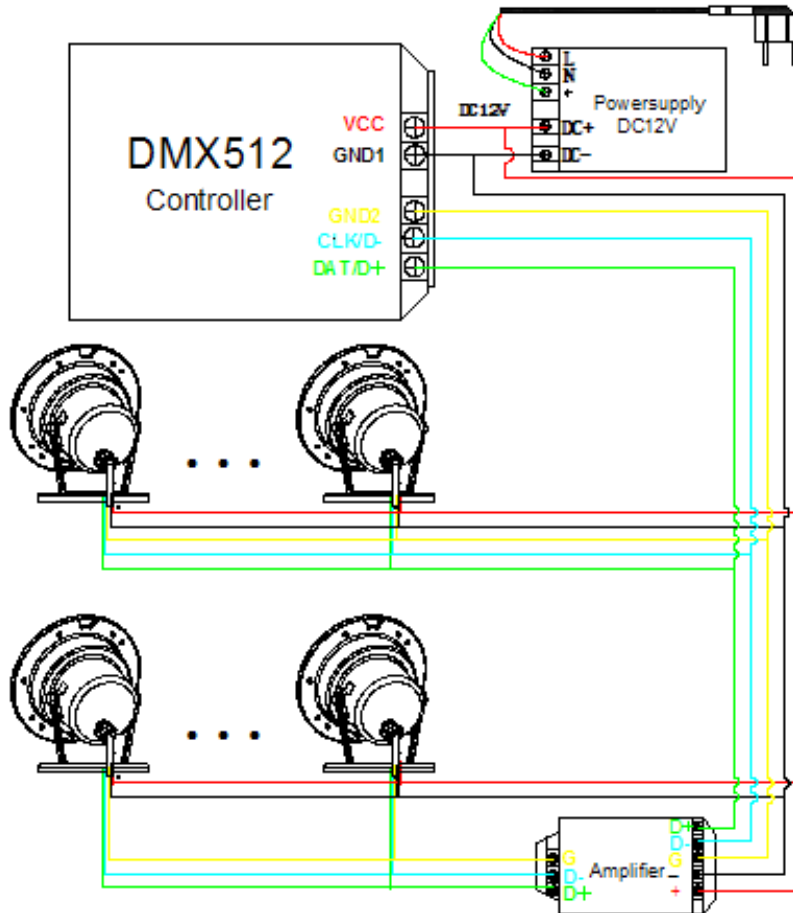 L
N
+
Powersupply
DC12V
DC12V
DC+
DC-
VCC
GND1
DMX512
Controller
GND2
CLK/D-
DAT/D+
D+
D-
G
-
+
Amplifier
G
D-
D+